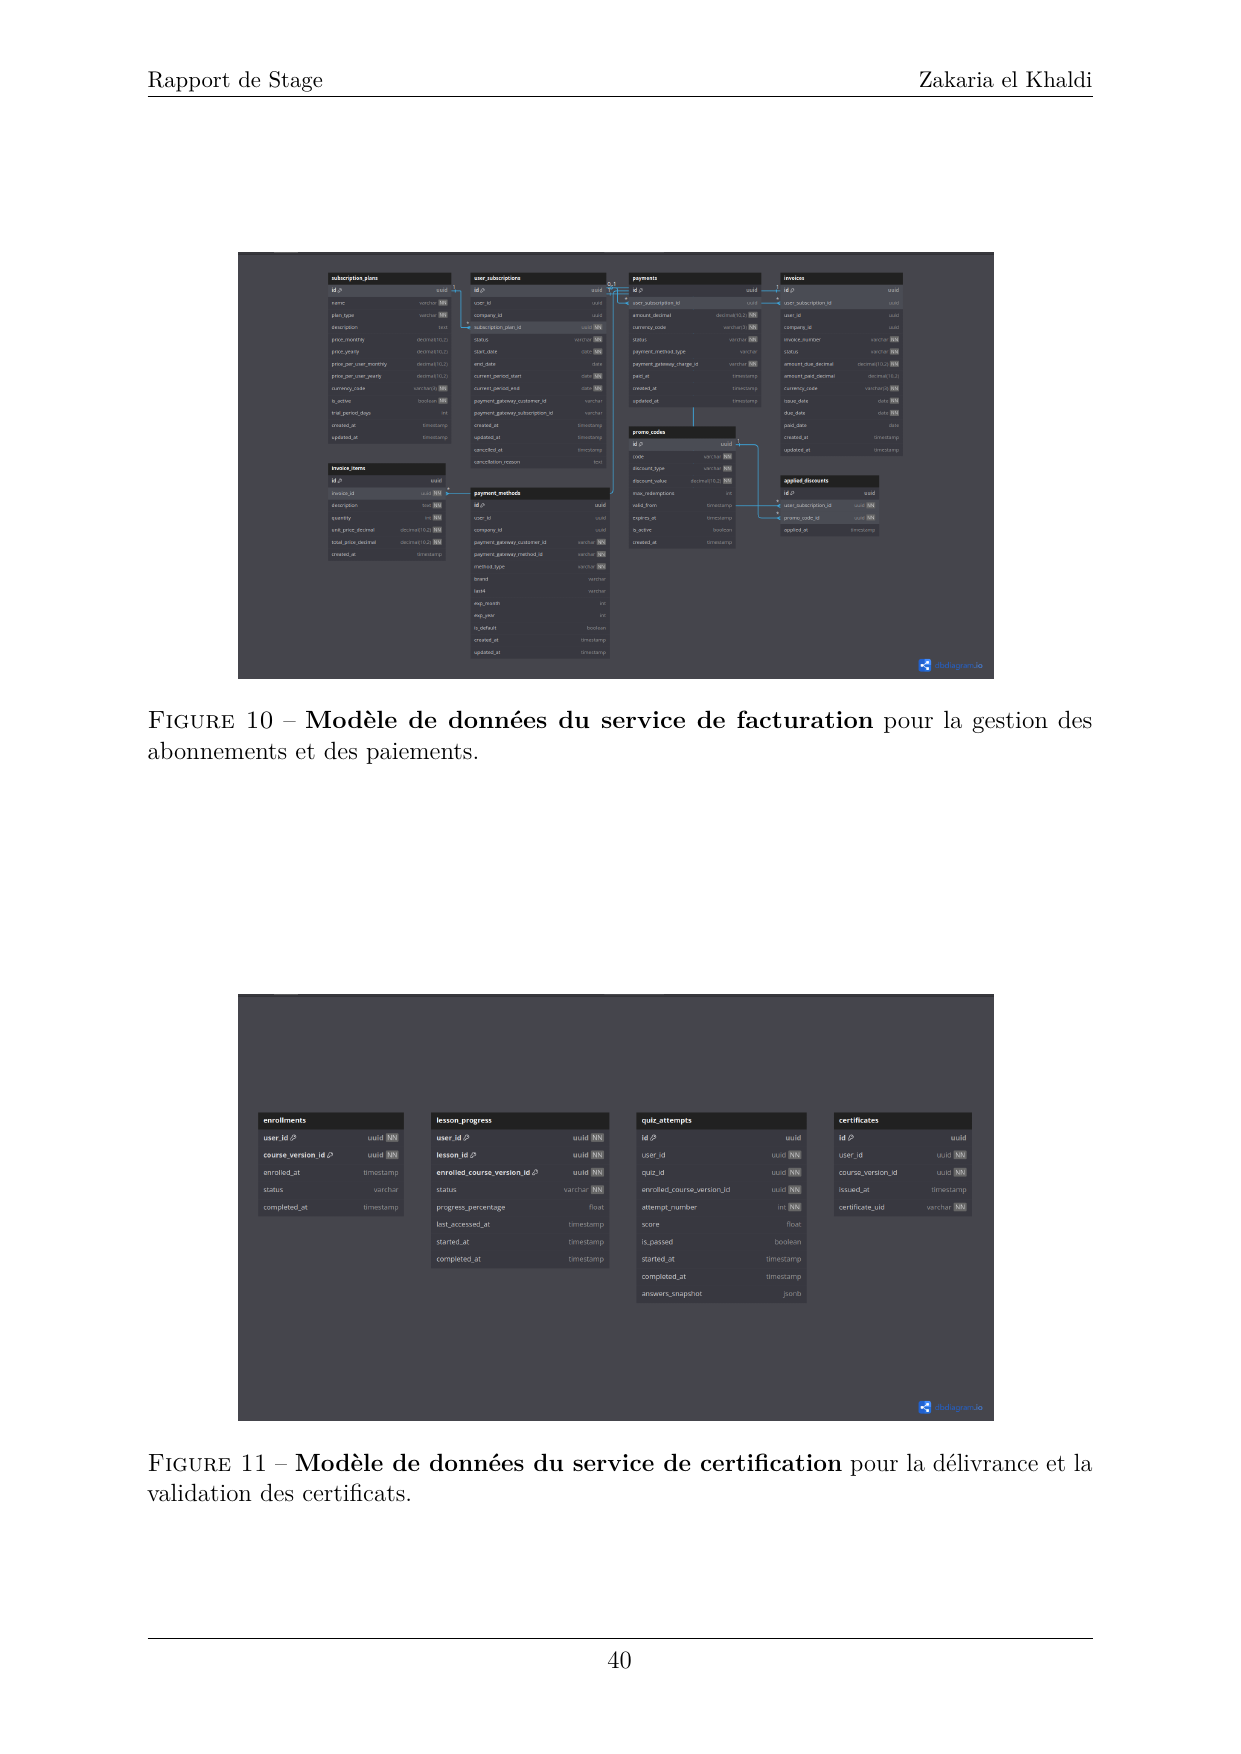 Rapport de Stage
Zakaria el Khaldi
subscription_plans
id uuid
name varchar NN
plan_type varchar NN
description text
price_monthly decimal(10,2)
price_yearly decimal(10,2)
price_per_user_monthly decimal(10,2)
price_per_user_yearly decimal(10,2)
currency_code varchar(3) NN
is_active boolean NN
trial_period_days int
created_at timestamp
updated_at timestamp
user_subscriptions
id uuid
user_id uuid
company_id uuid
subscription_plan_id uuid NN
status varchar NN
start_date date NN
end_date date
current_period_start date NN
current_period_end date NN
payment_gateway_customer_id varchar
payment_gateway_subscription_id varchar
created_at timestamp
updated_at timestamp
cancelled_at timestamp
cancellation_reason text
payments
id uuid
user_subscription_id uuid
amount_decimal decimal(10,2) NN
currency_code varchar(3) NN
status varchar NN
payment_method_type varchar
payment_gateway_charge_id varchar NN
paid_at timestamp
created_at timestamp
updated_at timestamp
invoices
id uuid
user_subscription_id uuid
user_id uuid
company_id uuid
invoice_number varchar NN
status varchar NN
amount_due_decimal decimal(10,2) NN
amount_paid_decimal decimal(10,2)
currency_code varchar(3) NN
issue_date date NN
due_date date NN
paid_date date
created_at timestamp
updated_at timestamp
invoice_items
id uuid
invoice_id uuid NN
description text NN
quantity int NN
unit_price_decimal decimal(10,2) NN
total_price_decimal decimal(10,2) NN
created_at timestamp
payment_methods
id uuid
user_id uuid
company_id uuid
payment_gateway_customer_id varchar NN
payment_gateway_method_id varchar NN
method_type varchar NN
brand varchar
last4 varchar
exp_month int
exp_year int
is_default boolean
created_at timestamp
updated_at timestamp
promo_codes
id uuid
code varchar NN
discount_type varchar NN
discount_value decimal(10,2) NN
max_redemptions int
valid_from timestamp
expires_at timestamp
is_active boolean
created_at timestamp
applied_discounts
id uuid
user_subscription_id uuid NN
promo_code_id uuid NN
applied_at timestamp
dbdiagram.io
FIGURE 10 – Modèle de données du service de facturation pour la gestion des
abonnements et des paiements.
enrollments
user_id uuid NN
course_version_id uuid NN
enrolled_at timestamp
status varchar
completed_at timestamp
lesson_progress
user_id uuid NN
lesson_id uuid NN
enrolled_course_version_id uuid NN
status varchar NN
progress_percentage float
last_accessed_at timestamp
started_at timestamp
completed_at timestamp
quiz_attempts
id uuid
user_id uuid NN
quiz_id uuid NN
enrolled_course_version_id uuid NN
attempt_number int NN
score float
is_passed boolean
started_at timestamp
completed_at timestamp
answers_snapshot jsonb
certificates
id uuid
user_id uuid NN
course_version_id uuid NN
issued_at timestamp
certificate_uid varchar NN
dbdiagram.io
FIGURE 11 – Modèle de données du service de certification pour la délivrance et la
validation des certificats.
40